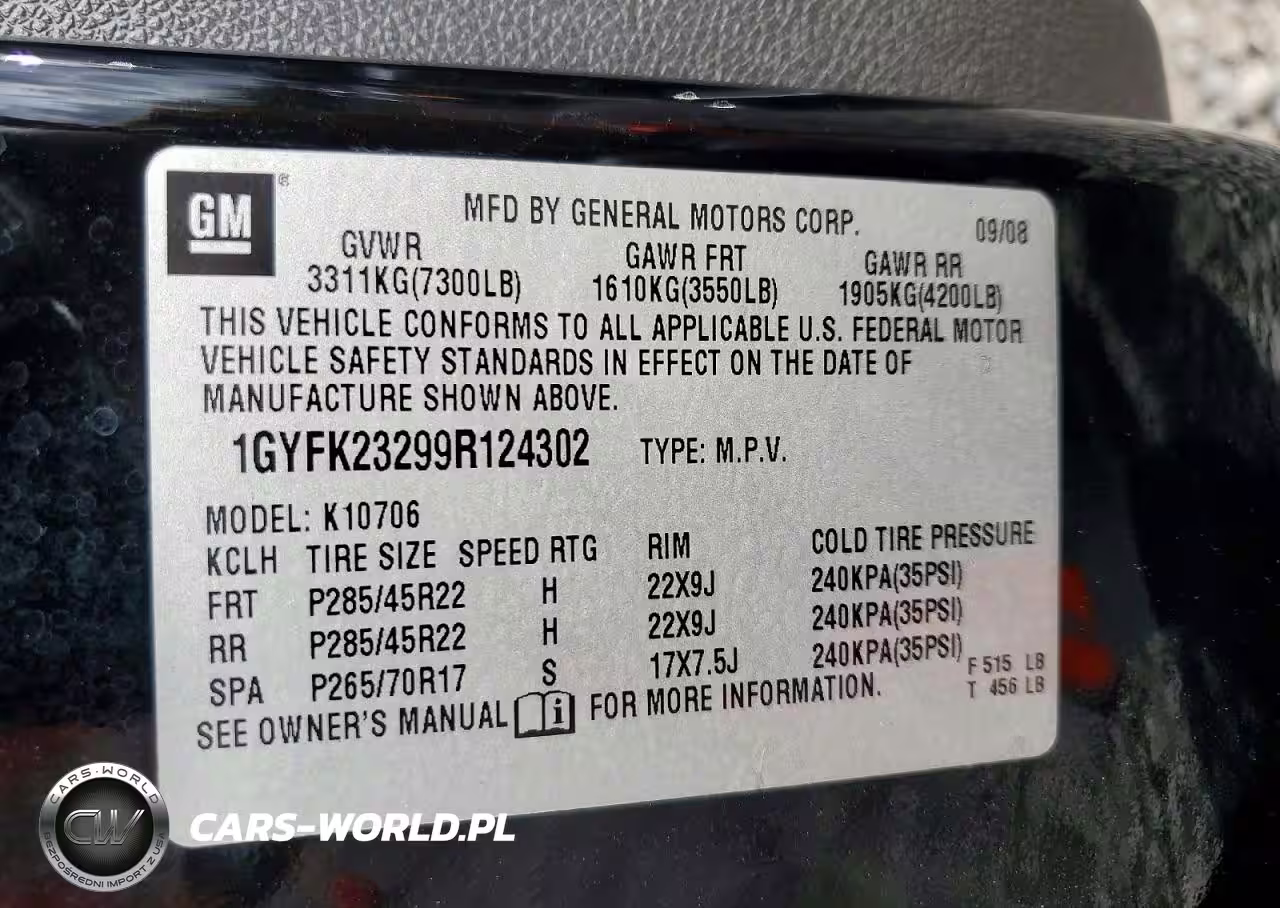 GM ®
MFD BY GENERAL MOTORS CORP. 09/08
GVWR GAWR FRT GAWR RR
3311KG(7300LB) 1610KG(3550LB) 1905KG(4200LB)
THIS VEHICLE CONFORMS TO ALL APPLICABLE U.S. FEDERAL MOTOR
VEHICLE SAFETY STANDARDS IN EFFECT ON THE DATE OF
MANUFACTURE SHOWN ABOVE.
1GYFK23299R124302 TYPE: M.P.V.
MODEL: K10706
KCLH TIRE SIZE SPEED RTG RIM COLD TIRE PRESSURE
FRT P285/45R22 H 22X9J 240KPA(35PSI)
RR P285/45R22 H 22X9J 240KPA(35PSI)
SPA P265/70R17 S 17X7.5J 240KPA(35PSI)
F 515 LB
T 456 LB
SEE OWNER'S MANUAL i FOR MORE INFORMATION.
CARS-WORLD
CW
BEZPOŚREDNI IMPORT Z USA
CARS-WORLD.PL